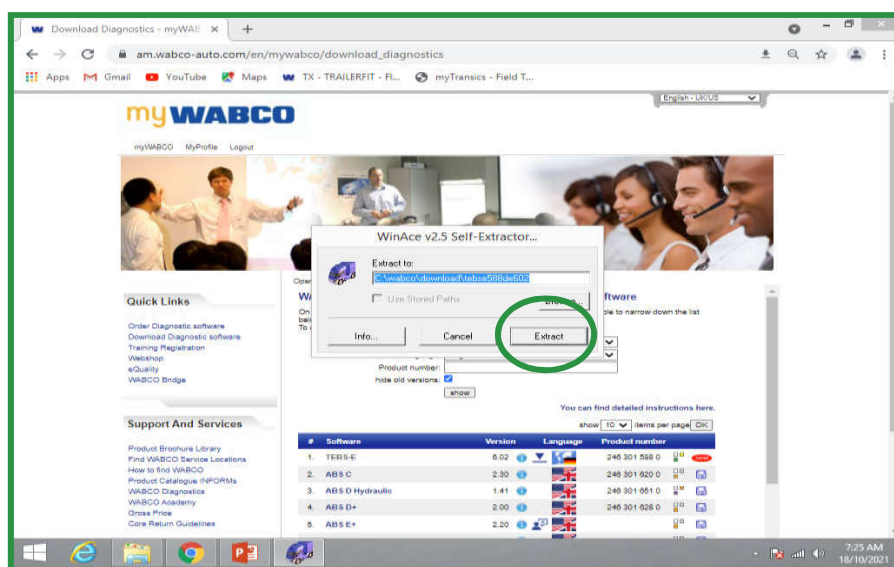 Download Diagnostics - myWAB
am.wabco-auto.com/en/mywabco/download_diagnostics
Apps Gmail YouTube Maps TX - TRAILERFIT - Fl... myTransics - Field T...
English - UK/US
myWABCO
myWABCO MyProfile Logout
WinAce v2.5 Self-Extractor...
Extract to:
C:\wabco\download\tebse588de602
Use Stored Paths
Browse...
Info... Cancel Extract
Quick Links
Order Diagnostic software
Download Diagnostic software
Training Registration
Webshop
eQuality
WABCO Bridge
Product number:
hide old versions:
show
You can find detailed instructions here.
show 10 items per page OK
Support And Services
Product Brochure Library
Find WABCO Service Locations
How to find WABCO
Product Catalogue INFORMs
WABCO Diagnostics
WABCO Academy
Gross Price
Core Return Guidelines
# Software Version Language Product number
1. TEBS-E 6.02 246 301 588 0
2. ABS C 2.30 246 301 620 0
3. ABS D Hydraulic 1.41 246 301 651 0
4. ABS D+ 2.00 246 301 628 0
5. ABS E+ 2.20
7:25 AM
18/10/2021